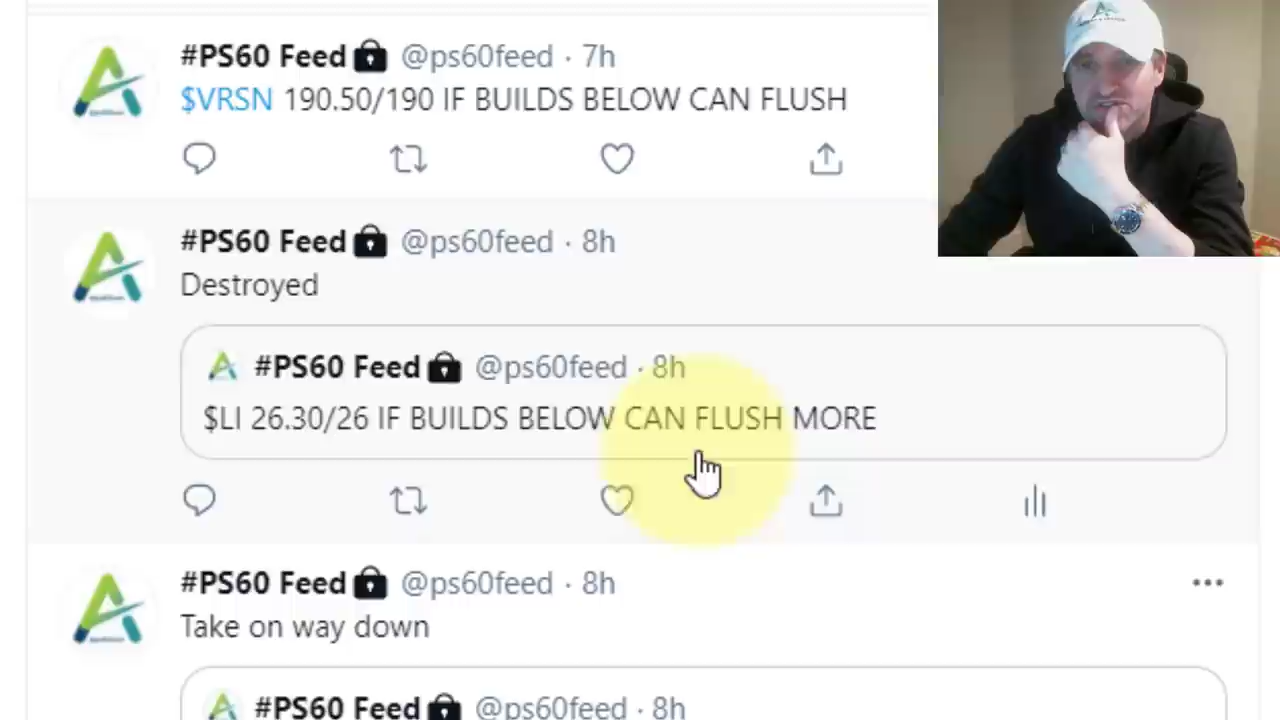 #PS60 Feed @ps60feed · 7h
$VRSN 190.50/190 IF BUILDS BELOW CAN FLUSH
#PS60 Feed @ps60feed · 8h
Destroyed
#PS60 Feed @ps60feed · 8h
$LI 26.30/26 IF BUILDS BELOW CAN FLUSH MORE
#PS60 Feed @ps60feed · 8h
Take on way down
#PS60 Feed @ps60feed · 8h